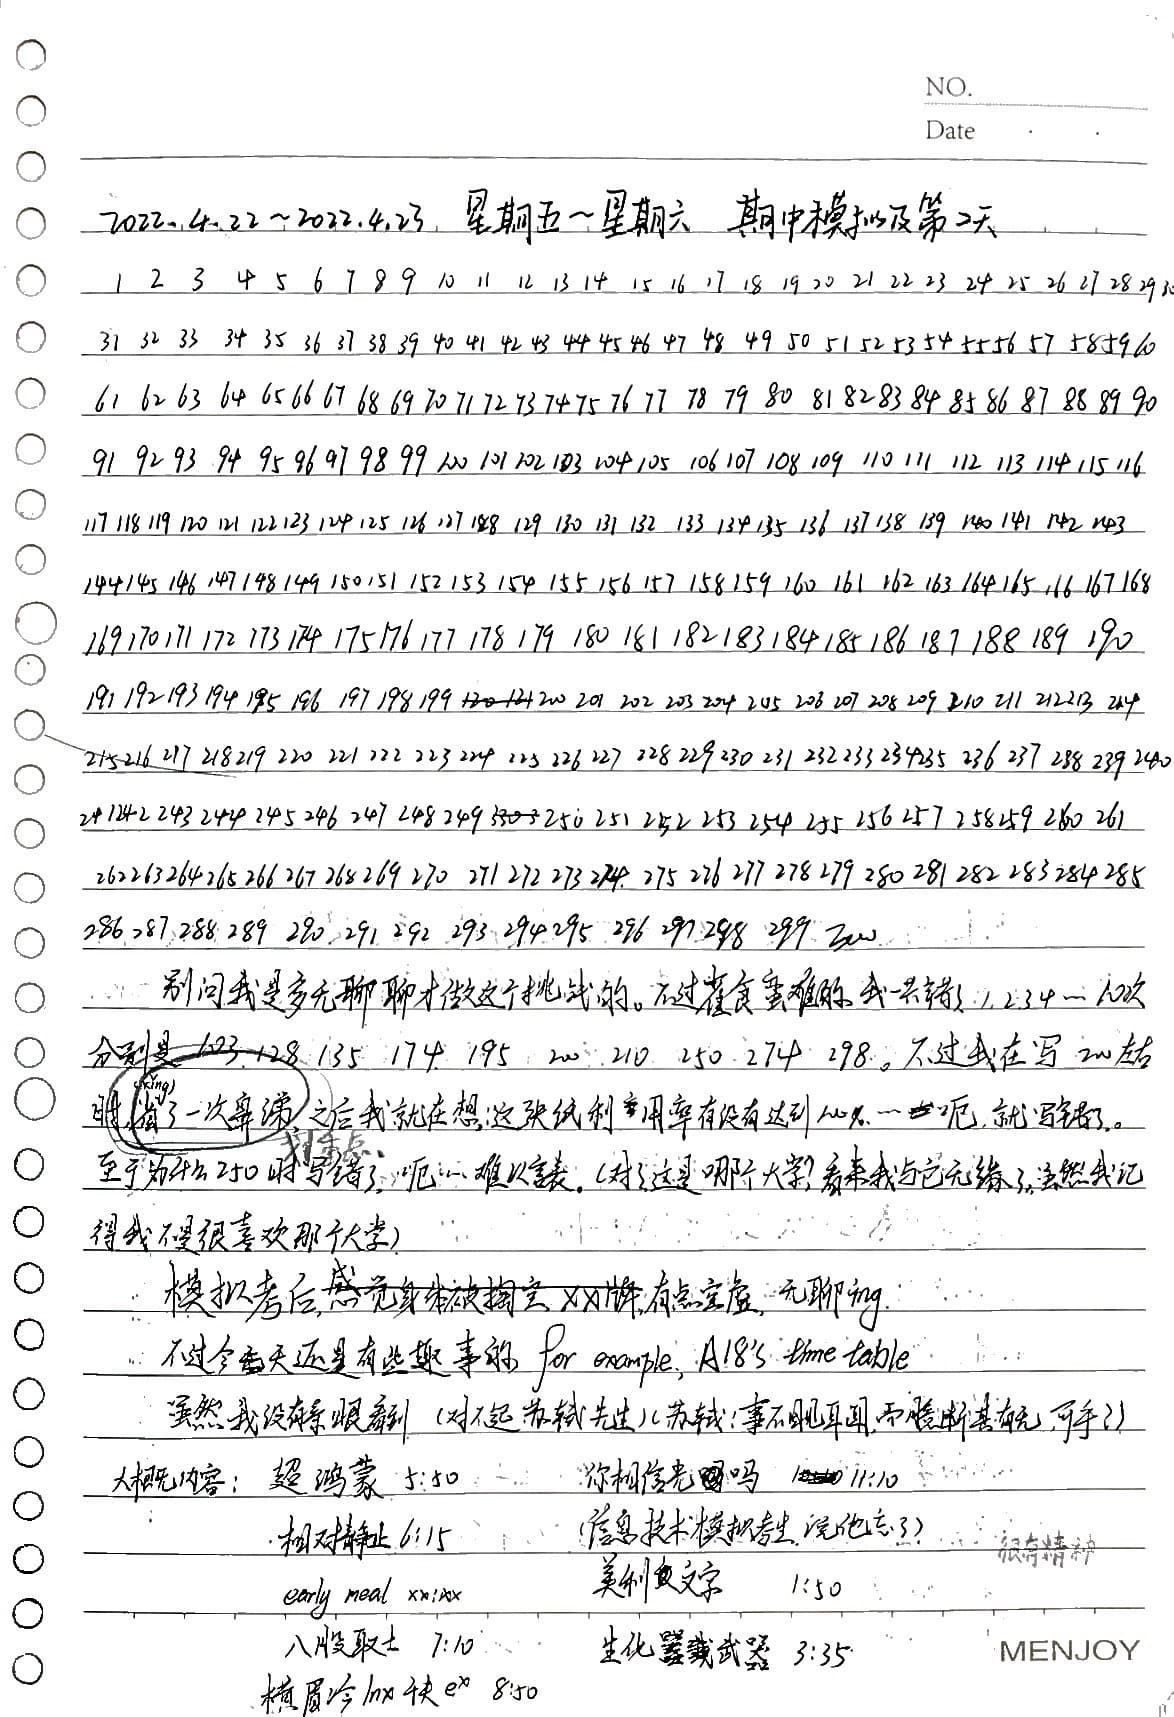 NO.
Date
2022.4.22～2022.4.23 星期五～星期六 期中模拟及第2天
1 2 3 4 5 6 7 8 9 10 11 12 13 14 15 16 17 18 19 20 21 22 23 24 25 26 27 28 29 30
31 32 33 34 35 36 37 38 39 40 41 42 43 44 45 46 47 48 49 50 51 52 53 54 55 56 57 58 59 60
61 62 63 64 65 66 67 68 69 70 71 72 73 74 75 76 77 78 79 80 81 82 83 84 85 86 87 88 89 90
91 92 93 94 95 96 97 98 99 100 101 102 103 104 105 106 107 108 109 110 111 112 113 114 115 116
117 118 119 120 121 122 123 124 125 126 127 128 129 130 131 132 133 134 135 136 137 138 139 140 141 142 143
144 145 146 147 148 149 150 151 152 153 154 155 156 157 158 159 160 161 162 163 164 165 166 167 168
169 170 171 172 173 174 175 176 177 178 179 180 181 182 183 184 185 186 187 188 189 190
191 192 193 194 195 196 197 198 199 120 121 200 201 202 203 204 205 206 207 208 209 210 211 212 213 214
215 216 217 218 219 220 221 222 223 224 225 226 227 228 229 230 231 232 233 234 235 236 237 238 239 240
241 242 243 244 245 246 247 248 249 250 251 252 253 254 255 256 257 258 259 260 261
262 263 264 265 266 267 268 269 270 271 272 273 274 275 276 277 278 279 280 281 282 283 284 285
286 287 288 289 290 291 292 293 294 295 296 297 298 299 300
别问我是多无聊才做这个挑战的。不过雀食蛮难的 我一共错了1,2,3,4…10次
分别是 103 128 135 174 195 200 210 250 274 298。不过我在写200左右
时 (xing)了一次鼻涕 之后我就在想:这张纸利用率有没有达到100%…呃 就写错了。
划重点
至于为什么250时写错了 呃…难以言表。(对了这是哪个大学?看来我与它无缘了,虽然我记
得我不是很喜欢那个大学)
模拟考后,感觉身体被掏空 XX牌,有点空虚,无聊ing.
不过今天还是有些趣事的 for example, A18's time table
虽然我没有亲眼看到 (对不起 苏轼先生)(苏轼:事不目见耳闻,而臆断其有无,可乎?)
大概内容: 超鸿蒙 5:50 你相信光吗 11:10
相对静止 6:15 (信息技术模拟考生 说他忘了)
很有精神
early meal xx:xx 美利 文字 1:50
八股取士 7:10 生化 武器 3:35
横眉冷lnx 千夫e^x 8:50
MENJOY